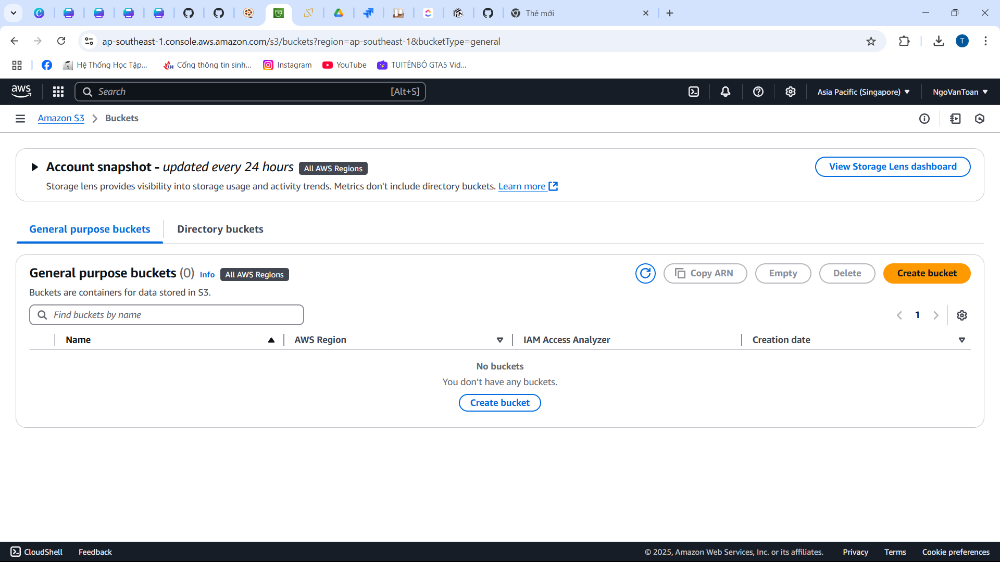 Thẻ mới
ap-southeast-1.console.aws.amazon.com/s3/buckets?region=ap-southeast-1&bucketType=general
T
Hệ Thống Học Tập...
Cổng thông tin sinh...
Instagram
YouTube
TUITÊNBÔ GTA5 Vid...
aws
Search
[Alt+S]
Asia Pacific (Singapore)
NgoVanToan
Amazon S3
Buckets
Account snapshot - updated every 24 hours
All AWS Regions
View Storage Lens dashboard
Storage lens provides visibility into storage usage and activity trends. Metrics don't include directory buckets. Learn more
General purpose buckets
Directory buckets
General purpose buckets (0)
Info
All AWS Regions
Copy ARN
Empty
Delete
Create bucket
Buckets are containers for data stored in S3.
Find buckets by name
1
Name
AWS Region
IAM Access Analyzer
Creation date
No buckets
You don’t have any buckets.
Create bucket
CloudShell
Feedback
© 2025, Amazon Web Services, Inc. or its affiliates.
Privacy
Terms
Cookie preferences